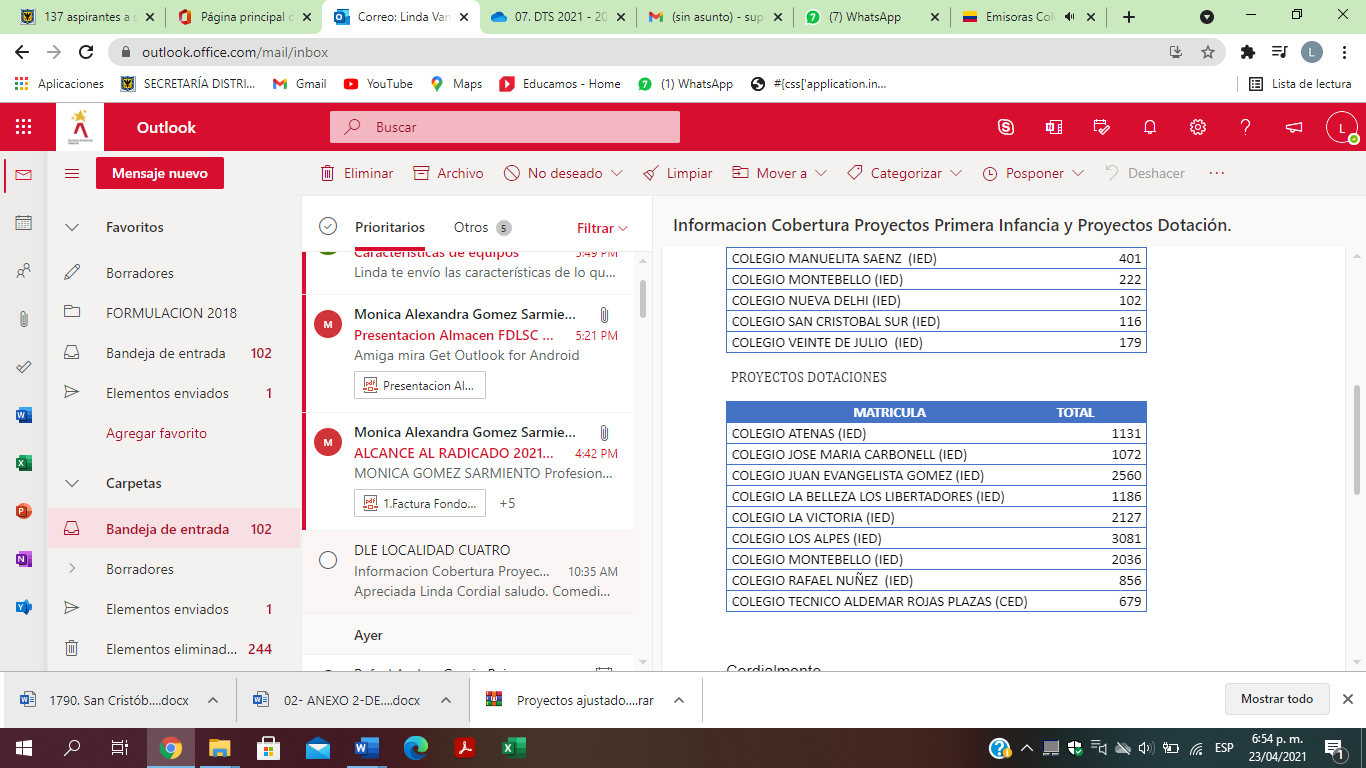 137 aspirantes a s
Página principal d
Correo: Linda Van
07. DTS 2021 - 20
(sin asunto) - sup
(7) WhatsApp
Emisoras Col
outlook.office.com/mail/inbox
L
Aplicaciones
SECRETARÍA DISTRI...
Gmail
YouTube
Maps
Educamos - Home
(1) WhatsApp
#{css['application.in...
Lista de lectura
Outlook
Buscar
L
Mensaje nuevo
Eliminar
Archivo
No deseado
Limpiar
Mover a
Categorizar
Posponer
Deshacer
Favoritos
Borradores
FORMULACION 2018
Bandeja de entrada 102
Elementos enviados 1
Agregar favorito
Carpetas
Bandeja de entrada 102
Borradores
Elementos enviados 1
Elementos eliminad... 244
Prioritarios
Otros 5
Filtrar
Características de equipos 5:49 PM
Linda te envío las características de lo qu...
M
Monica Alexandra Gomez Sarmie...
Presentacion Almacen FDLSC ... 5:21 PM
Amiga mira Get Outlook for Android
Presentacion Al...
M
Monica Alexandra Gomez Sarmie...
ALCANCE AL RADICADO 2021... 4:42 PM
MONICA GOMEZ SARMIENTO Profesion...
1.Factura Fondo... +5
DLE LOCALIDAD CUATRO
Informacion Cobertura Proyec... 10:35 AM
Apreciada Linda Cordial saludo. Comedi...
Ayer
Informacion Cobertura Proyectos Primera Infancia y Proyectos Dotación.
COLEGIO MANUELITA SAENZ (IED) 401
COLEGIO MONTEBELLO (IED) 222
COLEGIO NUEVA DELHI (IED) 102
COLEGIO SAN CRISTOBAL SUR (IED) 116
COLEGIO VEINTE DE JULIO (IED) 179
PROYECTOS DOTACIONES
MATRICULA TOTAL
COLEGIO ATENAS (IED) 1131
COLEGIO JOSE MARIA CARBONELL (IED) 1072
COLEGIO JUAN EVANGELISTA GOMEZ (IED) 2560
COLEGIO LA BELLEZA LOS LIBERTADORES (IED) 1186
COLEGIO LA VICTORIA (IED) 2127
COLEGIO LOS ALPES (IED) 3081
COLEGIO MONTEBELLO (IED) 2036
COLEGIO RAFAEL NUÑEZ (IED) 856
COLEGIO TECNICO ALDEMAR ROJAS PLAZAS (CED) 679
Cordialmente
1790. San Cristób....docx
02- ANEXO 2-DE....docx
Proyectos ajustado....rar
Mostrar todo
ESP
6:54 p. m.
23/04/2021
1